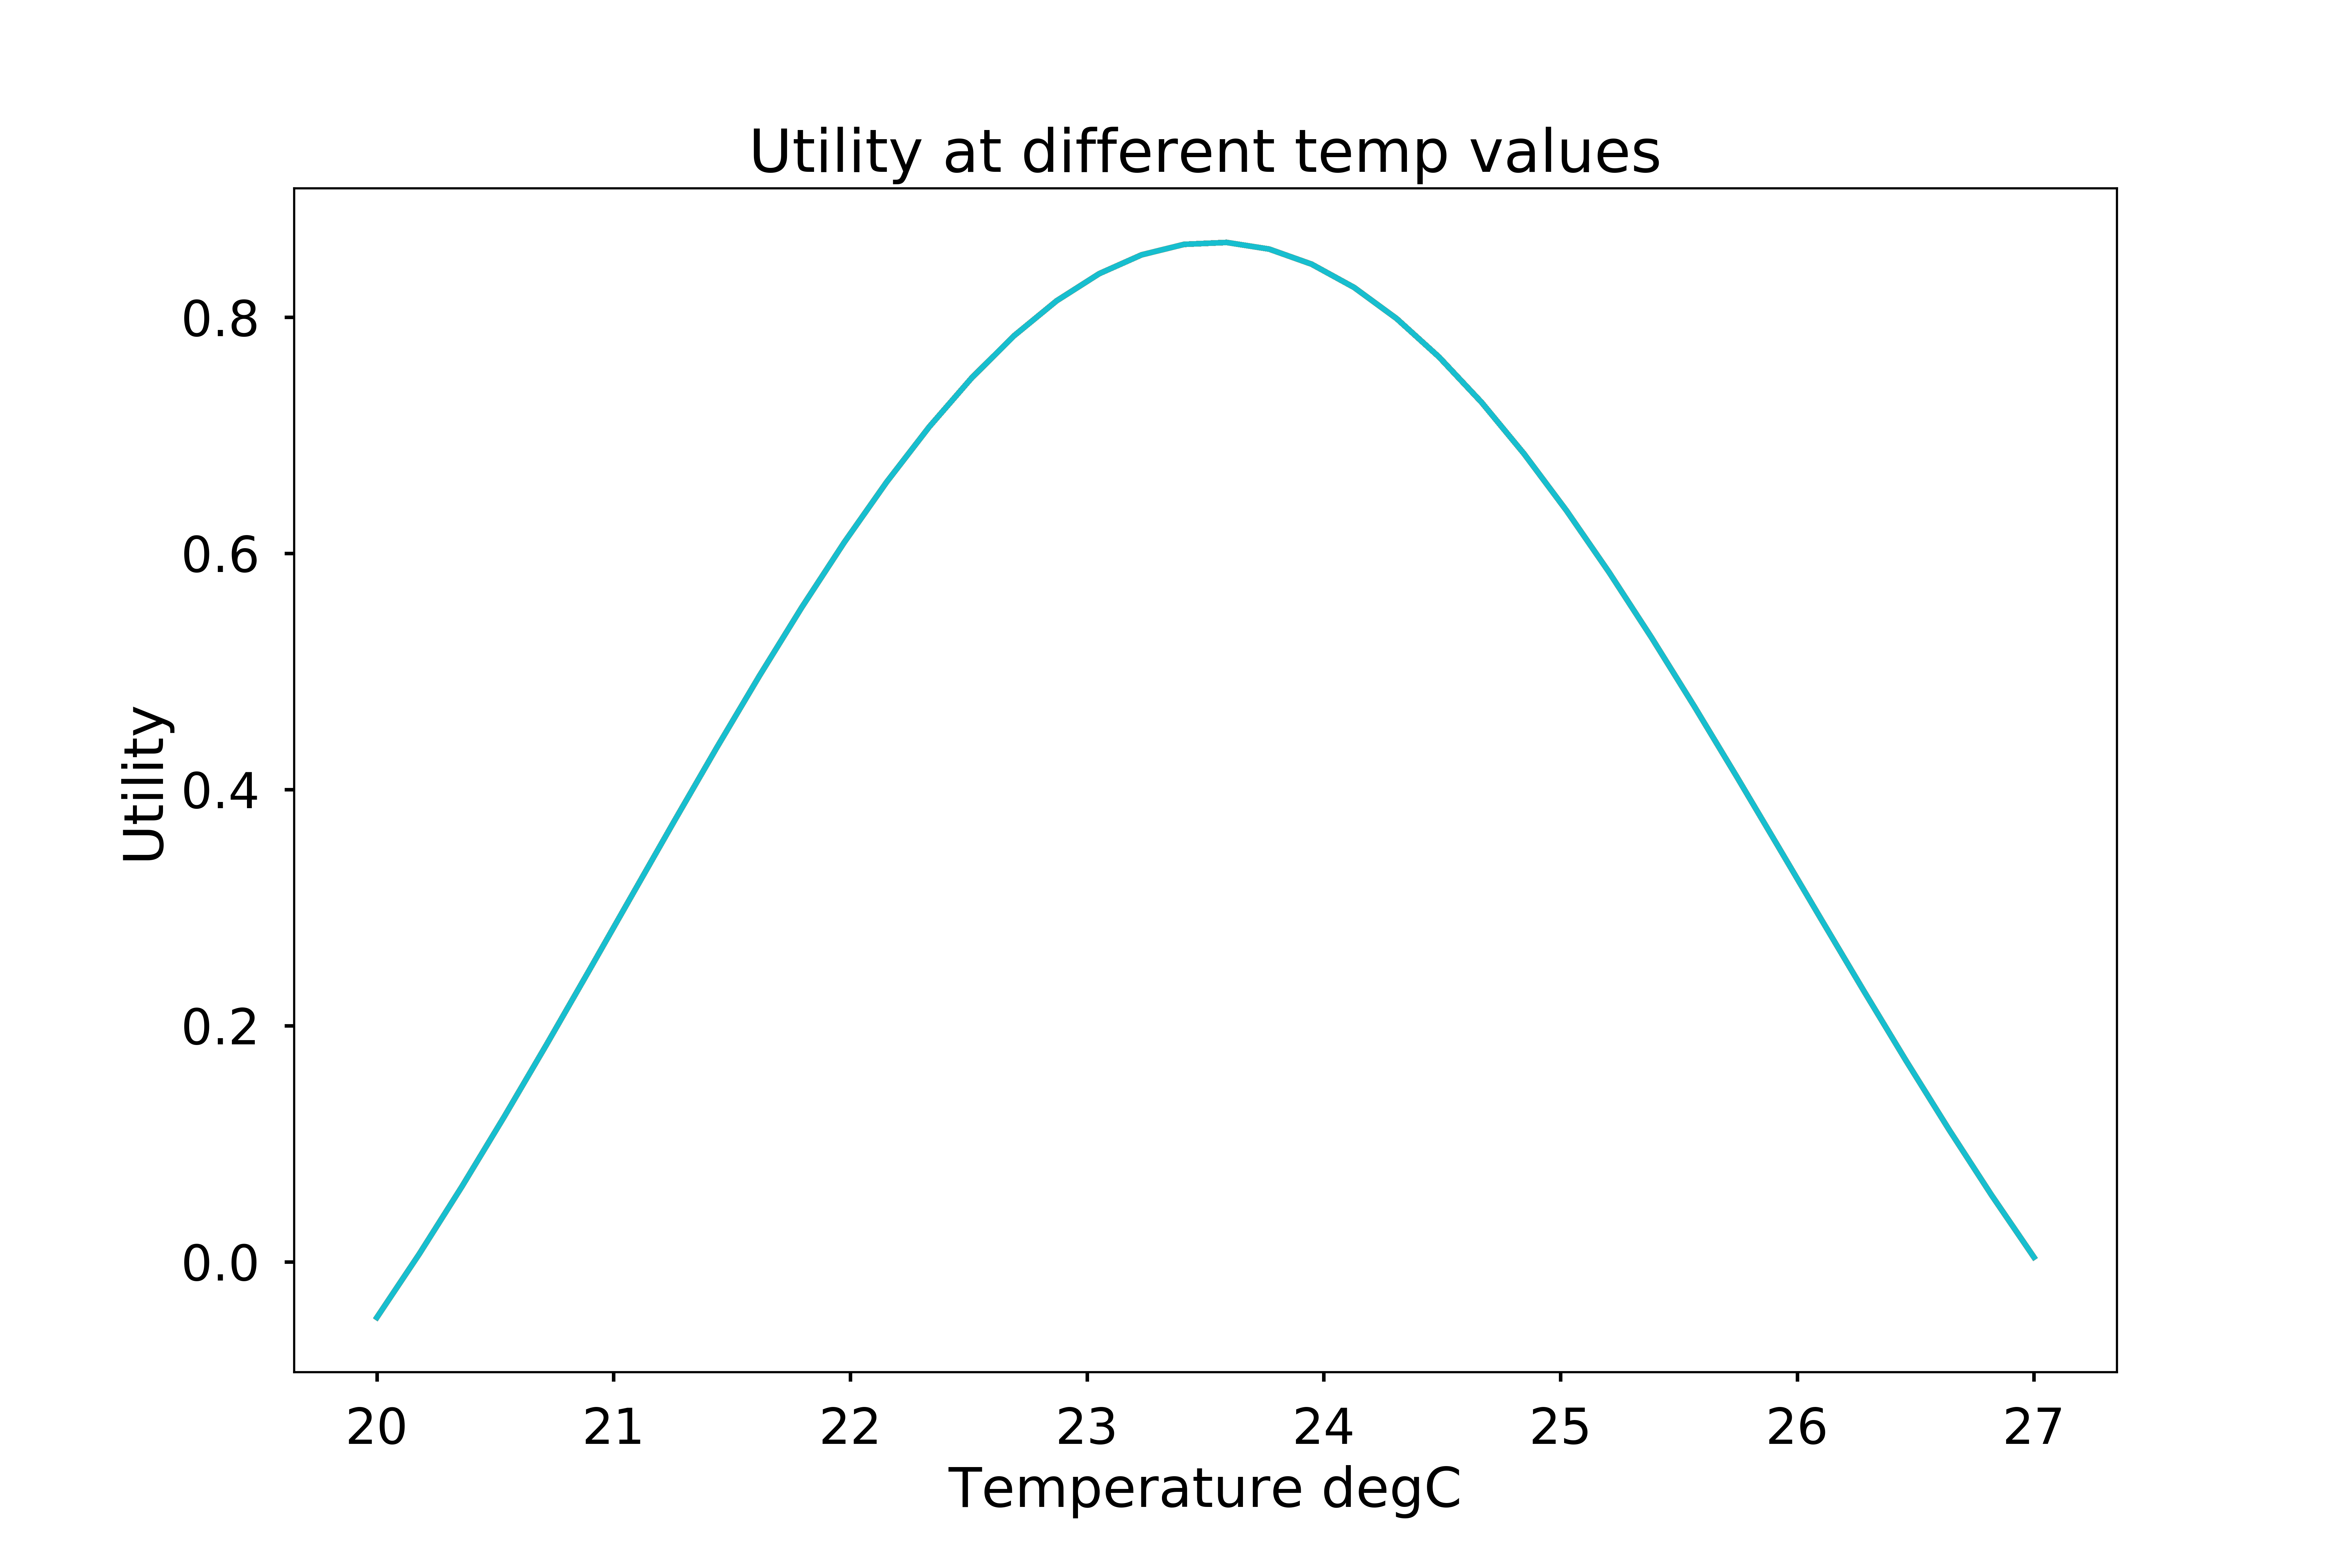 Utility at different temp values
Utility
0.8
0.6
0.4
0.2
0.0
20 21 22 23 24 25 26 27
Temperature degC